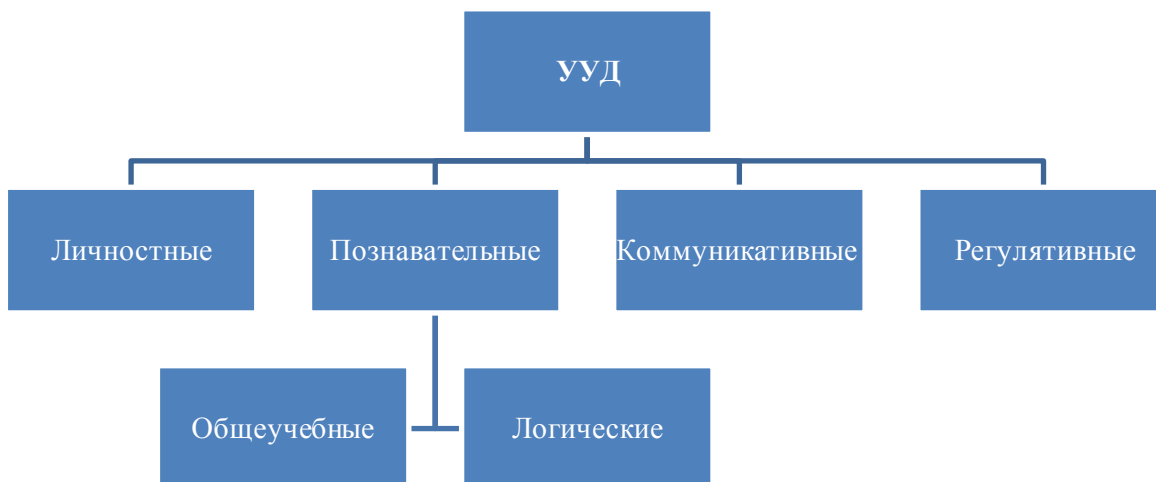 УУД
Личностные
Познавательные
Коммуникативные
Регулятивные
Общеучебные
Логические